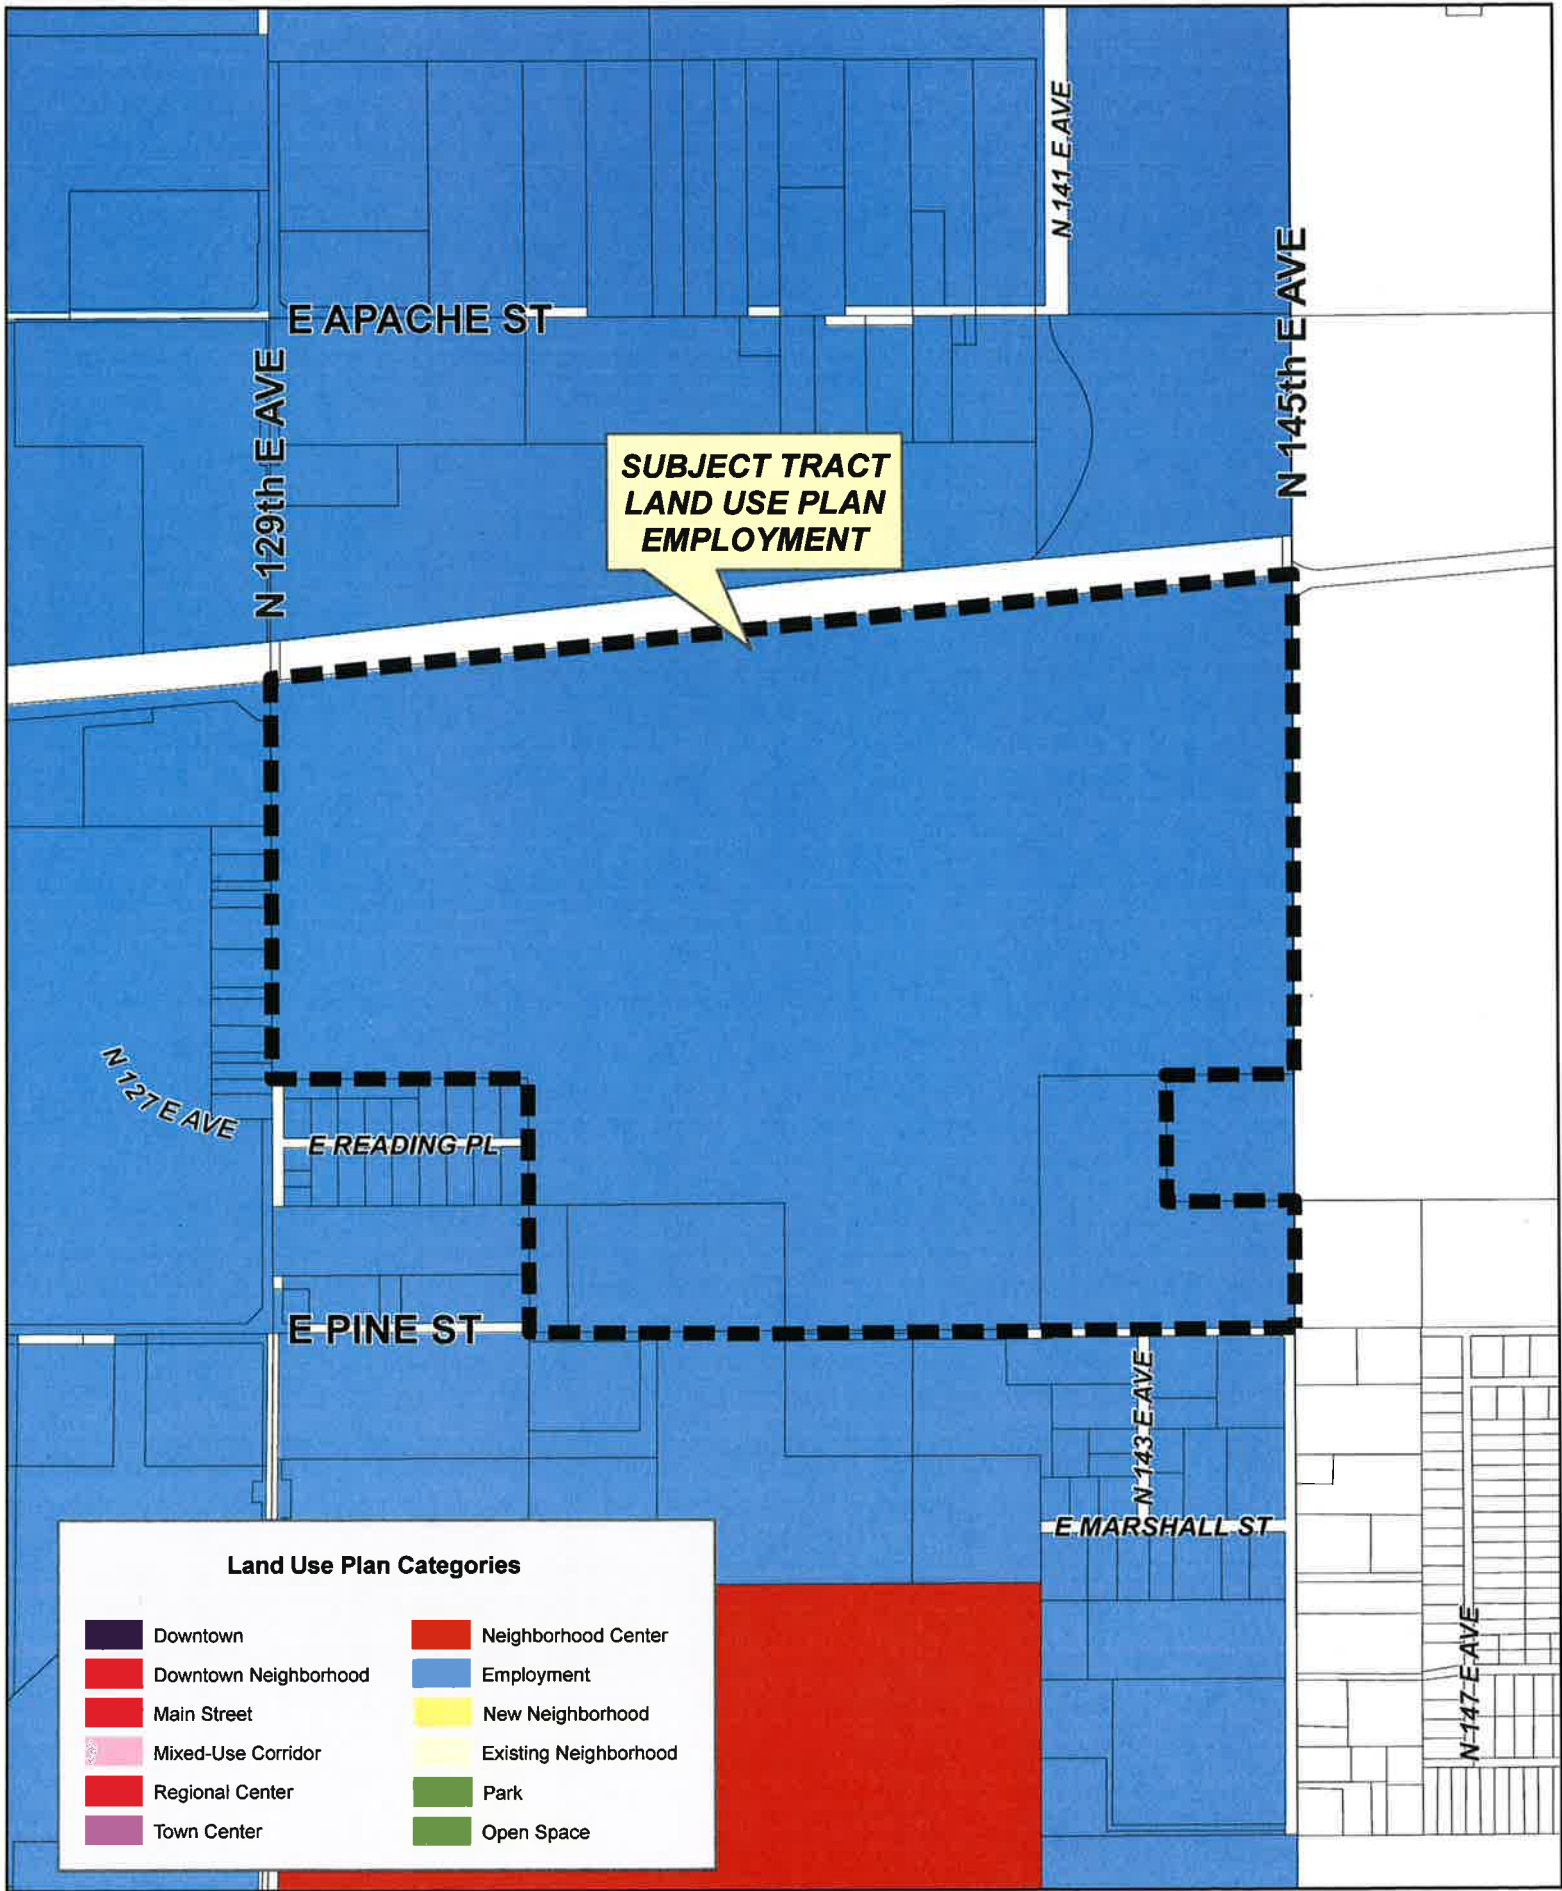 N 141 E AVE
E APACHE ST
N 129th E AVE
N 145th E AVE
SUBJECT TRACT
LAND USE PLAN
EMPLOYMENT
N 127 E AVE
E READING PL
E PINE ST
N 143 E AVE
E MARSHALL ST
N 147 E AVE
Land Use Plan Categories
Downtown
Downtown Neighborhood
Main Street
Mixed-Use Corridor
Regional Center
Town Center
Neighborhood Center
Employment
New Neighborhood
Existing Neighborhood
Park
Open Space